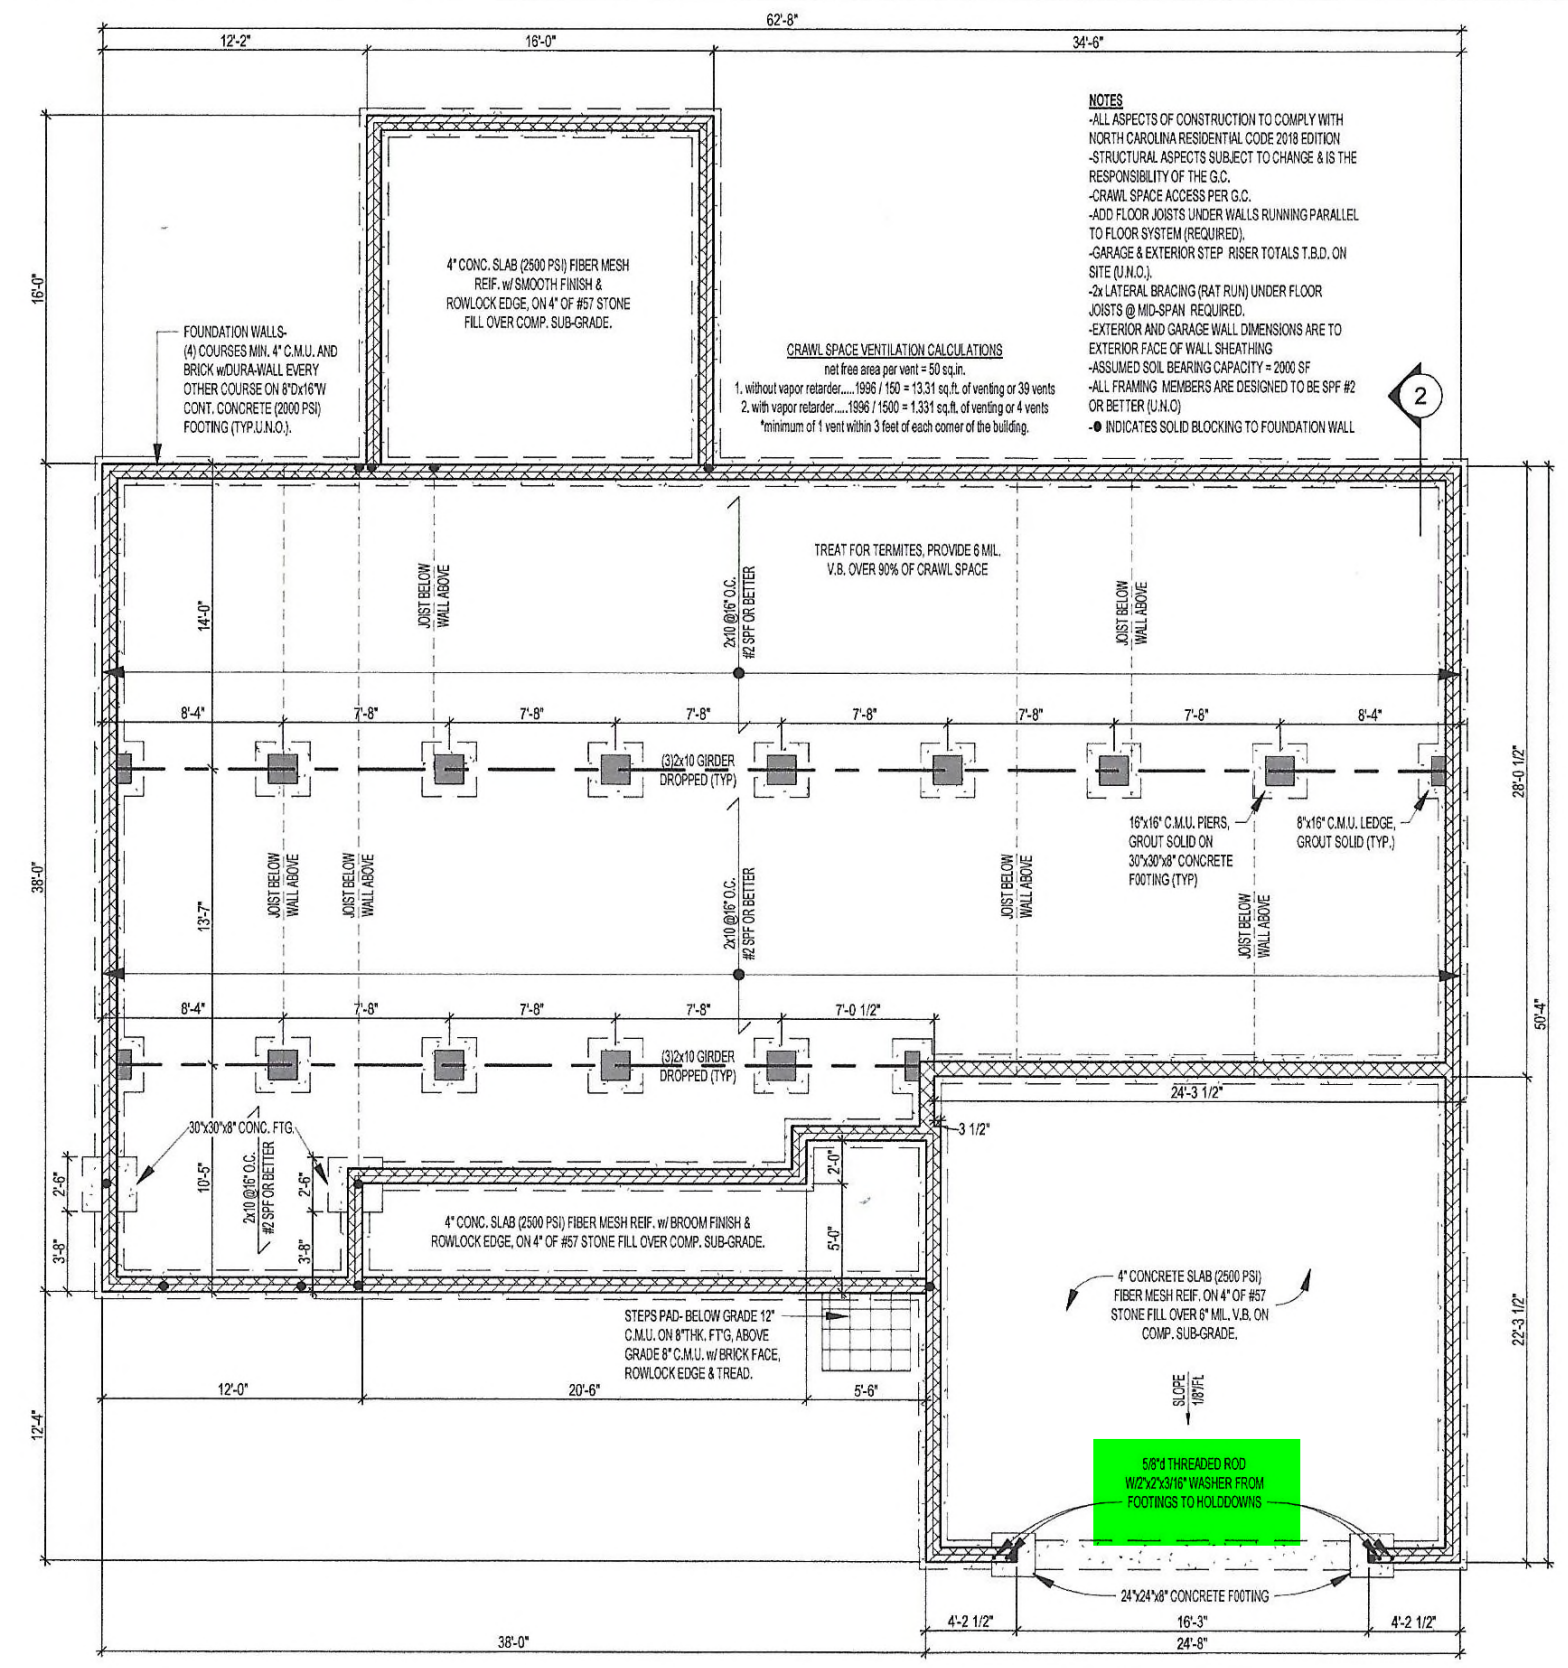 62'-8"
12'-2"
16'-0"
34'-6"
NOTES
-ALL ASPECTS OF CONSTRUCTION TO COMPLY WITH
NORTH CAROLINA RESIDENTIAL CODE 2018 EDITION
-STRUCTURAL ASPECTS SUBJECT TO CHANGE & IS THE
RESPONSIBILITY OF THE G.C.
-CRAWL SPACE ACCESS PER G.C.
-ADD FLOOR JOISTS UNDER WALLS RUNNING PARALLEL
TO FLOOR SYSTEM (REQUIRED).
-GARAGE & EXTERIOR STEP RISER TOTALS T.B.D. ON
SITE (U.N.O.).
-2x LATERAL BRACING (RAT RUN) UNDER FLOOR
JOISTS @ MID-SPAN REQUIRED.
-EXTERIOR AND GARAGE WALL DIMENSIONS ARE TO
EXTERIOR FACE OF WALL SHEATHING
-ASSUMED SOIL BEARING CAPACITY = 2000 SF
-ALL FRAMING MEMBERS ARE DESIGNED TO BE SPF #2
OR BETTER (U.N.O)
-● INDICATES SOLID BLOCKING TO FOUNDATION WALL
2
16'-0"
4" CONC. SLAB (2500 PSI) FIBER MESH
REIF. w/ SMOOTH FINISH &
ROWLOCK EDGE, ON 4" OF #57 STONE
FILL OVER COMP. SUB-GRADE.
FOUNDATION WALLS-
(4) COURSES MIN. 4" C.M.U. AND
BRICK w/DURA-WALL EVERY
OTHER COURSE ON 8"Dx16"W
CONT. CONCRETE (2000 PSI)
FOOTING (TYP.U.N.O.).
CRAWL SPACE VENTILATION CALCULATIONS
net free area per vent = 50 sq.in.
1. without vapor retarder.....1996 / 150 = 13.31 sq.ft. of venting or 39 vents
2. with vapor retarder....1996 / 1500 = 1.331 sq.ft. of venting or 4 vents
*minimum of 1 vent within 3 feet of each corner of the building.
TREAT FOR TERMITES, PROVIDE 6 MIL.
V.B. OVER 90% OF CRAWL SPACE
14'-0"
JOIST BELOW
WALL ABOVE
2x10 @16" O.C.
#2 SPF OR BETTER
JOIST BELOW
WALL ABOVE
8'-4"
7'-8"
7'-8"
7'-8"
7'-8"
7'-8"
7'-8"
8'-4"
(3)2x10 GIRDER
DROPPED (TYP)
28'-0 1/2"
38'-0"
13'-7"
JOIST BELOW
WALL ABOVE
JOIST BELOW
WALL ABOVE
2x10 @16" O.C.
#2 SPF OR BETTER
JOIST BELOW
WALL ABOVE
16"x16" C.M.U. PIERS,
GROUT SOLID ON
30"x30"x8" CONCRETE
FOOTING (TYP)
8"x16" C.M.U. LEDGE,
GROUT SOLID (TYP.)
JOIST BELOW
WALL ABOVE
50'-4"
8'-4"
7'-8"
7'-8"
7'-8"
7'-0 1/2"
(3)2x10 GIRDER
DROPPED (TYP)
24'-3 1/2"
3 1/2"
30"x30"x8" CONC. FTG.
2'-6"
3'-8"
10'-5"
2x10 @16" O.C.
#2 SPF OR BETTER
2'-6"
3'-8"
2'-0"
5'-0"
4" CONC. SLAB (2500 PSI) FIBER MESH REIF. w/ BROOM FINISH &
ROWLOCK EDGE, ON 4" OF #57 STONE FILL OVER COMP. SUB-GRADE.
4" CONCRETE SLAB (2500 PSI)
FIBER MESH REIF. ON 4" OF #57
STONE FILL OVER 6" MIL. V.B. ON
COMP. SUB-GRADE.
22'-3 1/2"
STEPS PAD- BELOW GRADE 12"
C.M.U. ON 8"THK. FT'G, ABOVE
GRADE 8" C.M.U. w/ BRICK FACE,
ROWLOCK EDGE & TREAD.
SLOPE
1/8"/FL
12'-0"
20'-6"
5'-6"
12'-4"
5/8"d THREADED ROD
W/2"x2"x3/16" WASHER FROM
FOOTINGS TO HOLDDOWNS
24"x24"x8" CONCRETE FOOTING
4'-2 1/2"
16'-3"
4'-2 1/2"
38'-0"
24'-8"